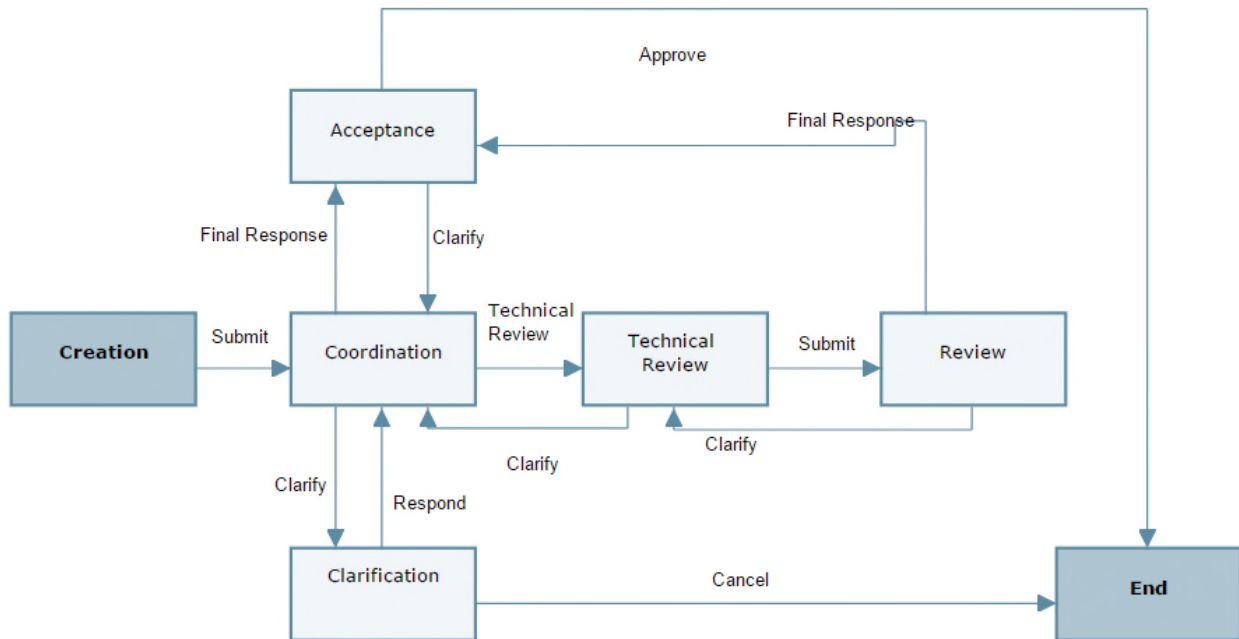 Approve
Acceptance
Final Response
Final Response
Clarify
Creation
Submit
Coordination
Technical
Review
Technical
Review
Submit
Review
Clarify
Clarify
Clarify
Respond
Clarification
Cancel
End